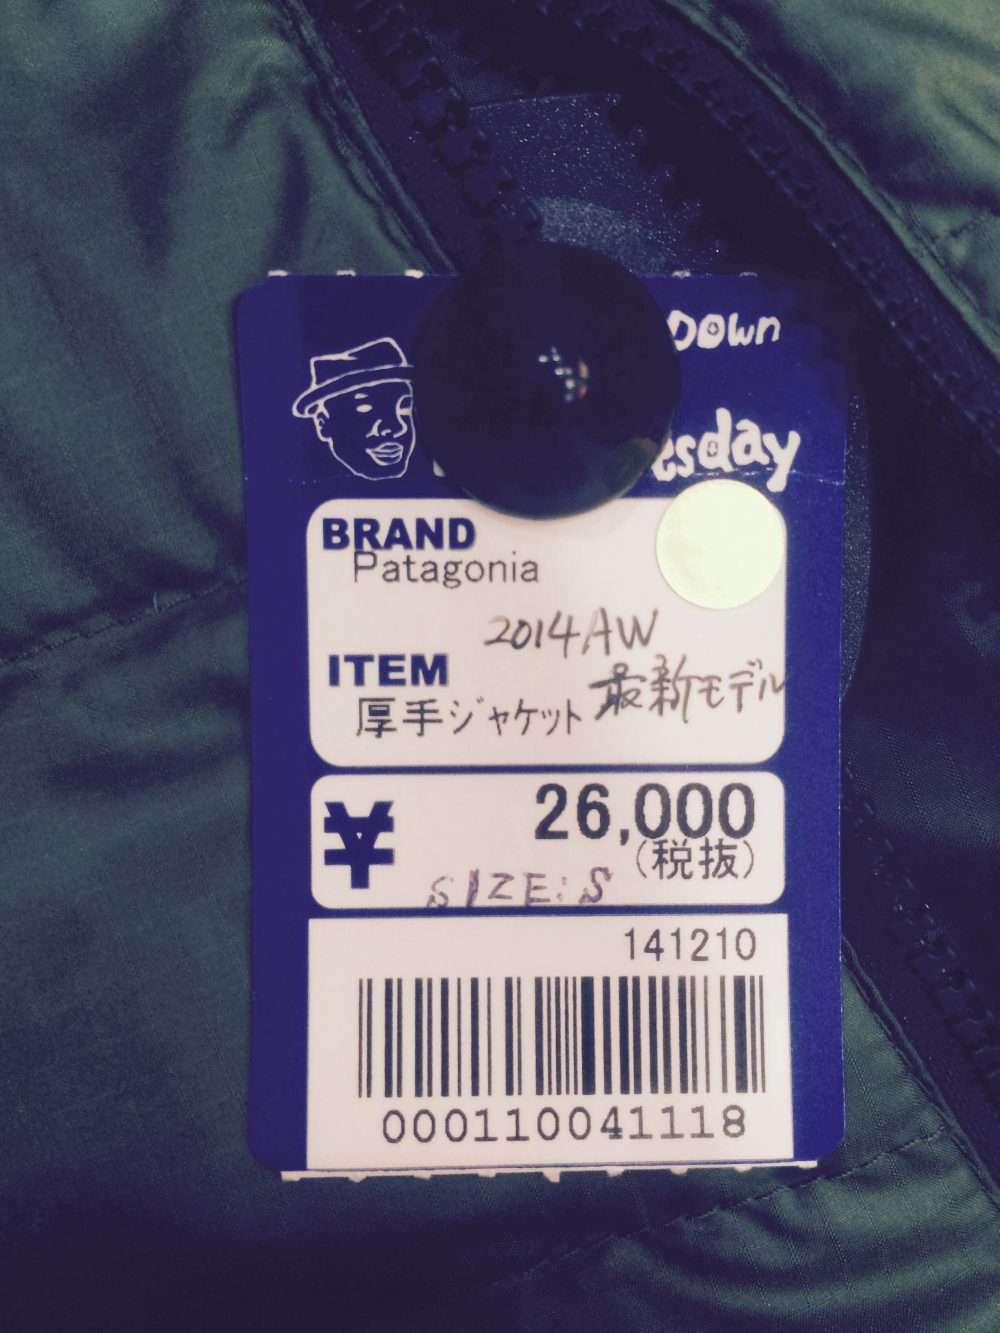 DOWN
BRAND
Patagonia
2014AW
ITEM
最新モデル
厚手ジャケット
¥ 26,000
(税抜)
SIZE:S
141210
000110041118